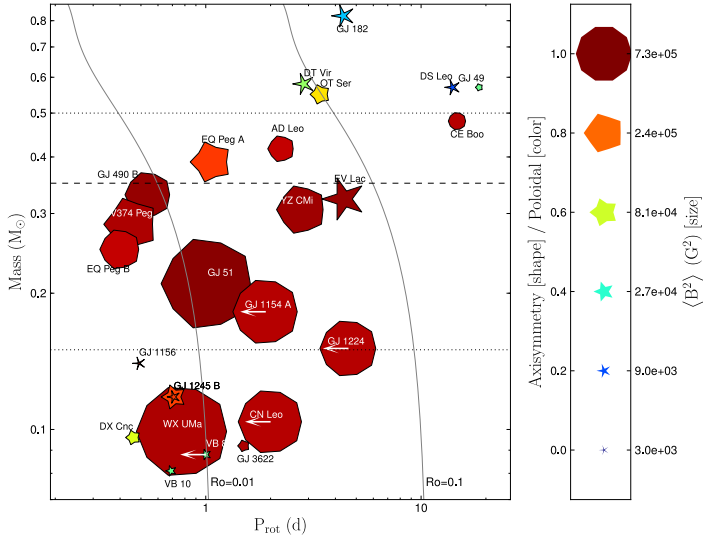 0.8
0.7
0.6
0.5
0.4
0.3
0.2
0.1
Mass (M⊙)
GJ 182
DT Vir
OT Ser
DS Leo
GJ 49
CE Boo
AD Leo
EQ Peg A
GJ 490 B
EV Lac
V374 Peg
YZ CMi
EQ Peg B
GJ 51
GJ 1154 A
GJ 1224
GJ 1156
GJ 1245 B
DX Cnc
WX UMa
CN Leo
VB 8
GJ 3622
VB 10
Ro=0.01
Ro=0.1
1
10
P_rot (d)
Axisymmetry [shape] / Poloidal [color]
1.0
0.8
0.6
0.4
0.2
0.0
7.3e+05
2.4e+05
8.1e+04
2.7e+04
9.0e+03
3.0e+03
⟨B²⟩ (G²) [size]